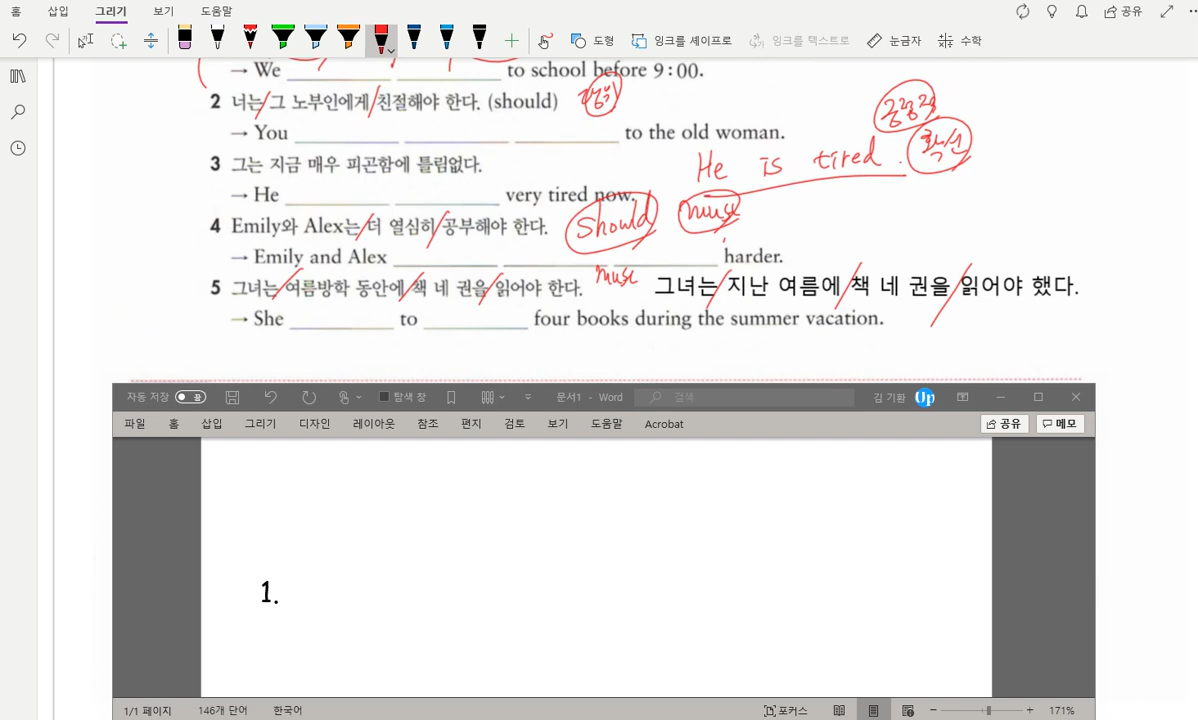 홈 삽입 그리기 보기 도움말
공유
도형 잉크를 셰이프로 잉크를 텍스트로 눈금자 수학
→ We to school before 9:00.
2 너는 그 노부인에게 친절해야 한다. (should)
→ You to the old woman.
3 그는 지금 매우 피곤함에 틀림없다.
He is tired.
→ He very tired now.
4 Emily와 Alex는 더 열심히 공부해야 한다.
should must
→ Emily and Alex harder.
must
5 그녀는 여름방학 동안에 책 네 권을 읽어야 한다. 그녀는 지난 여름에 책 네 권을 읽어야 했다.
→ She to four books during the summer vacation.
자동 저장 끔 탐색 창 문서1 - Word 검색 김 기환 Up
파일 홈 삽입 그리기 디자인 레이아웃 참조 편지 검토 보기 도움말 Acrobat 공유 메모
1.
1/1 페이지 146개 단어 한국어 포커스 171%